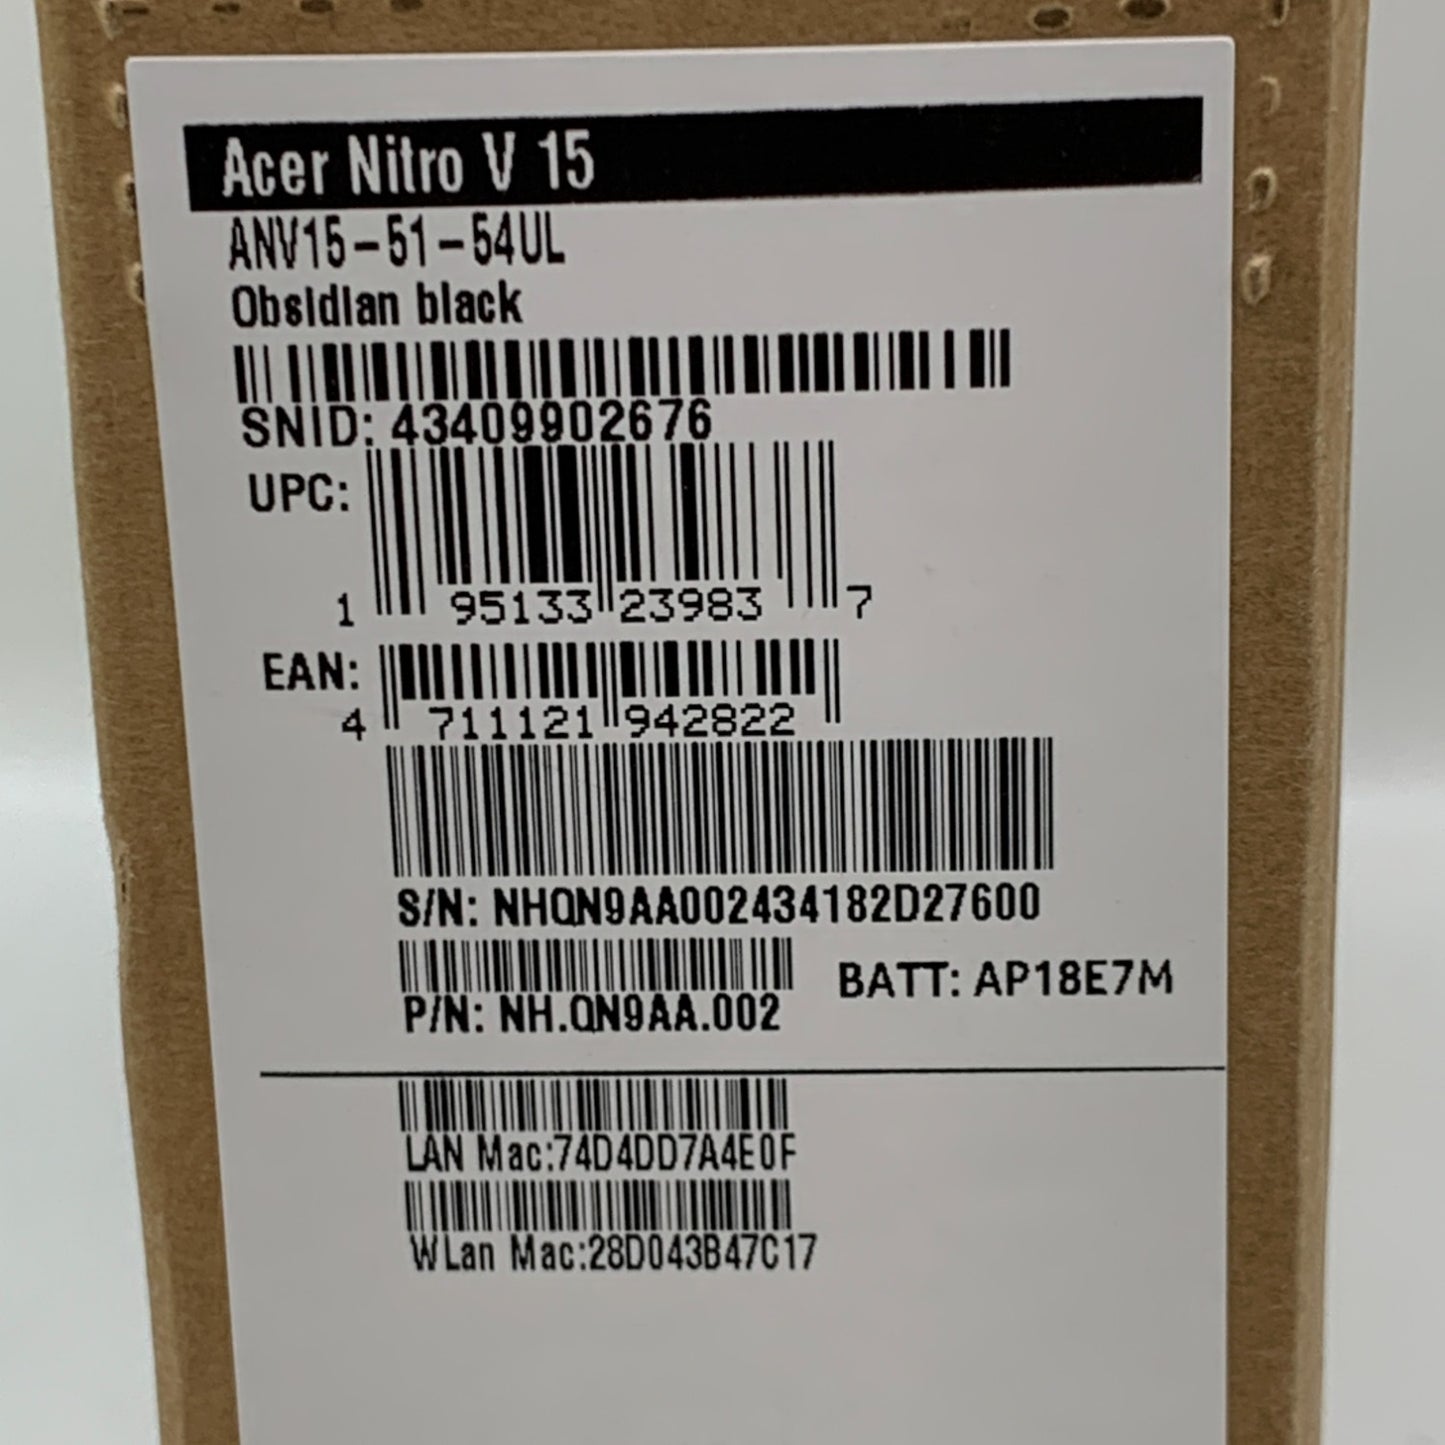 Acer Nitro V 15
ANV15-51-54UL
Obsidian black
SNID: 43409902676
UPC:
1 95133 23983 7
EAN:
4 711121 942822
S/N: NHQN9AA002434182D27600
P/N: NH.QN9AA.002
BATT: AP18E7M
LAN Mac:74D4DD7A4E0F
WLan Mac:28D043B47C17